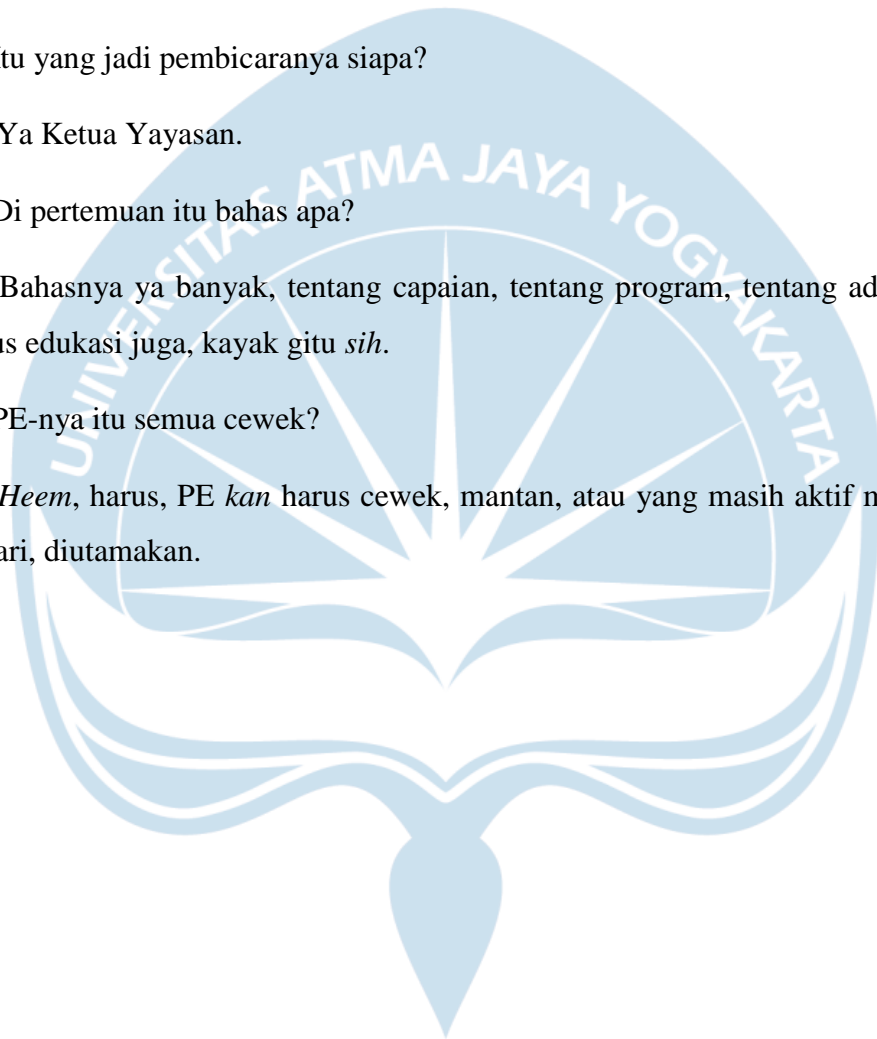 tu yang jadi pembicaranya siapa?
Ya Ketua Yayasan.
UNIVERSITAS ATMA JAYA YOGYAKARTA
Di pertemuan itu bahas apa?
Bahasnya ya banyak, tentang capaian, tentang program, tentang ad
us edukasi juga, kayak gitu sih.
PE-nya itu semua cewek?
Heem, harus, PE kan harus cewek, mantan, atau yang masih aktif
ari, diutamakan.